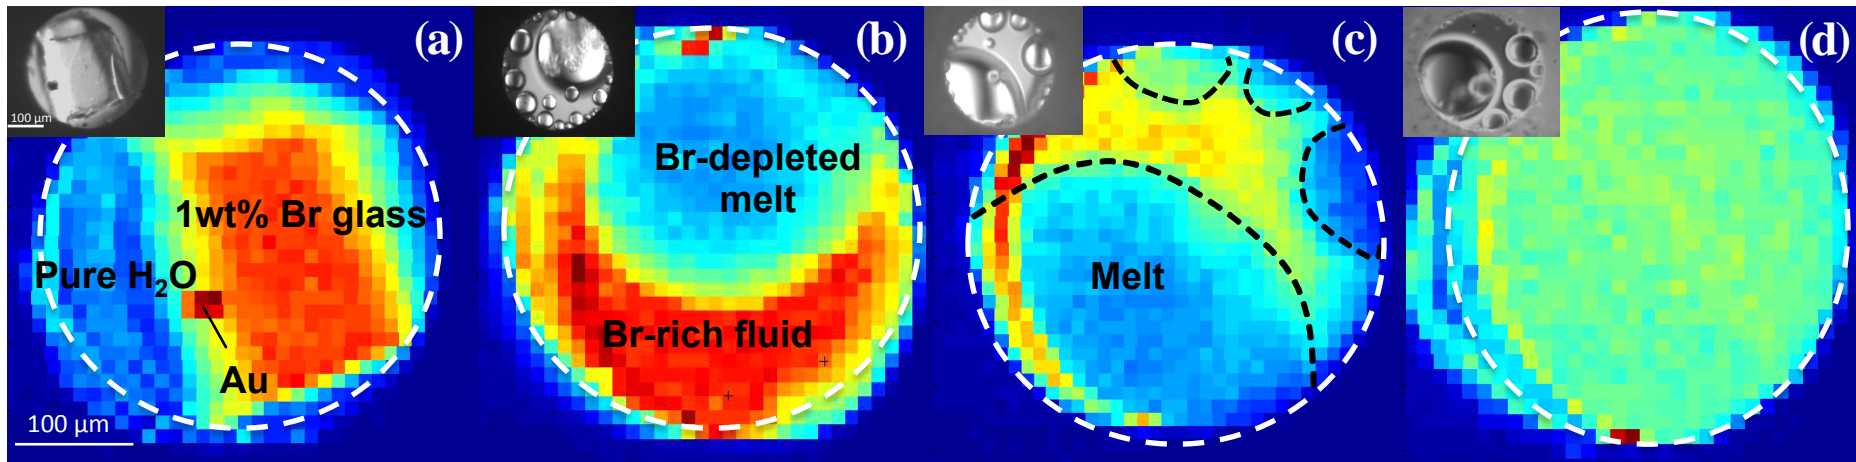 (a)
100 µm
1wt% Br glass
Pure H₂O
Au
100 µm
(b)
Br-depleted
melt
Br-rich fluid
(c)
Melt
(d)